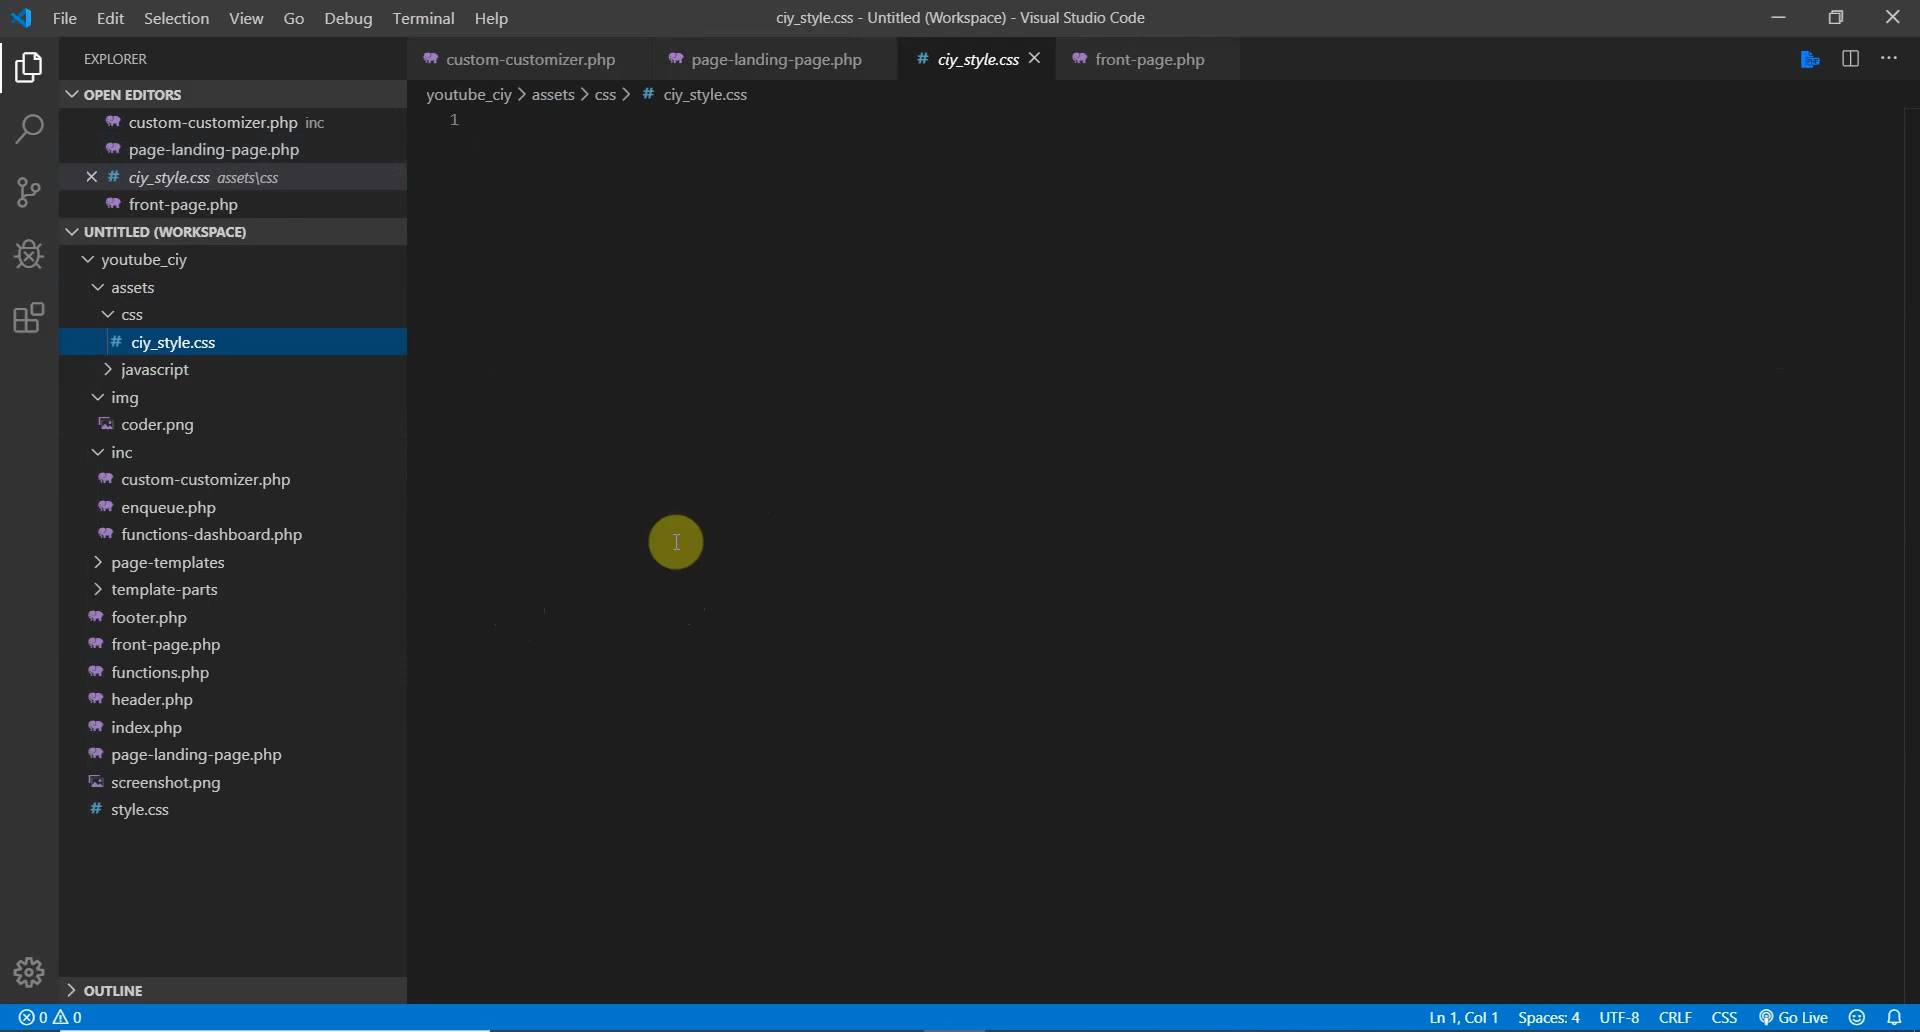 File Edit Selection View Go Debug Terminal Help
ciy_style.css - Untitled (Workspace) - Visual Studio Code
EXPLORER
custom-customizer.php page-landing-page.php # ciy_style.css front-page.php
OPEN EDITORS
custom-customizer.php inc
page-landing-page.php
# ciy_style.css assets\css
front-page.php
UNTITLED (WORKSPACE)
youtube_ciy
assets
css
# ciy_style.css
javascript
img
coder.png
inc
custom-customizer.php
enqueue.php
functions-dashboard.php
page-templates
template-parts
footer.php
front-page.php
functions.php
header.php
index.php
page-landing-page.php
screenshot.png
# style.css
OUTLINE
youtube_ciy > assets > css > # ciy_style.css
1
0 0
Ln 1, Col 1 Spaces: 4 UTF-8 CRLF CSS Go Live